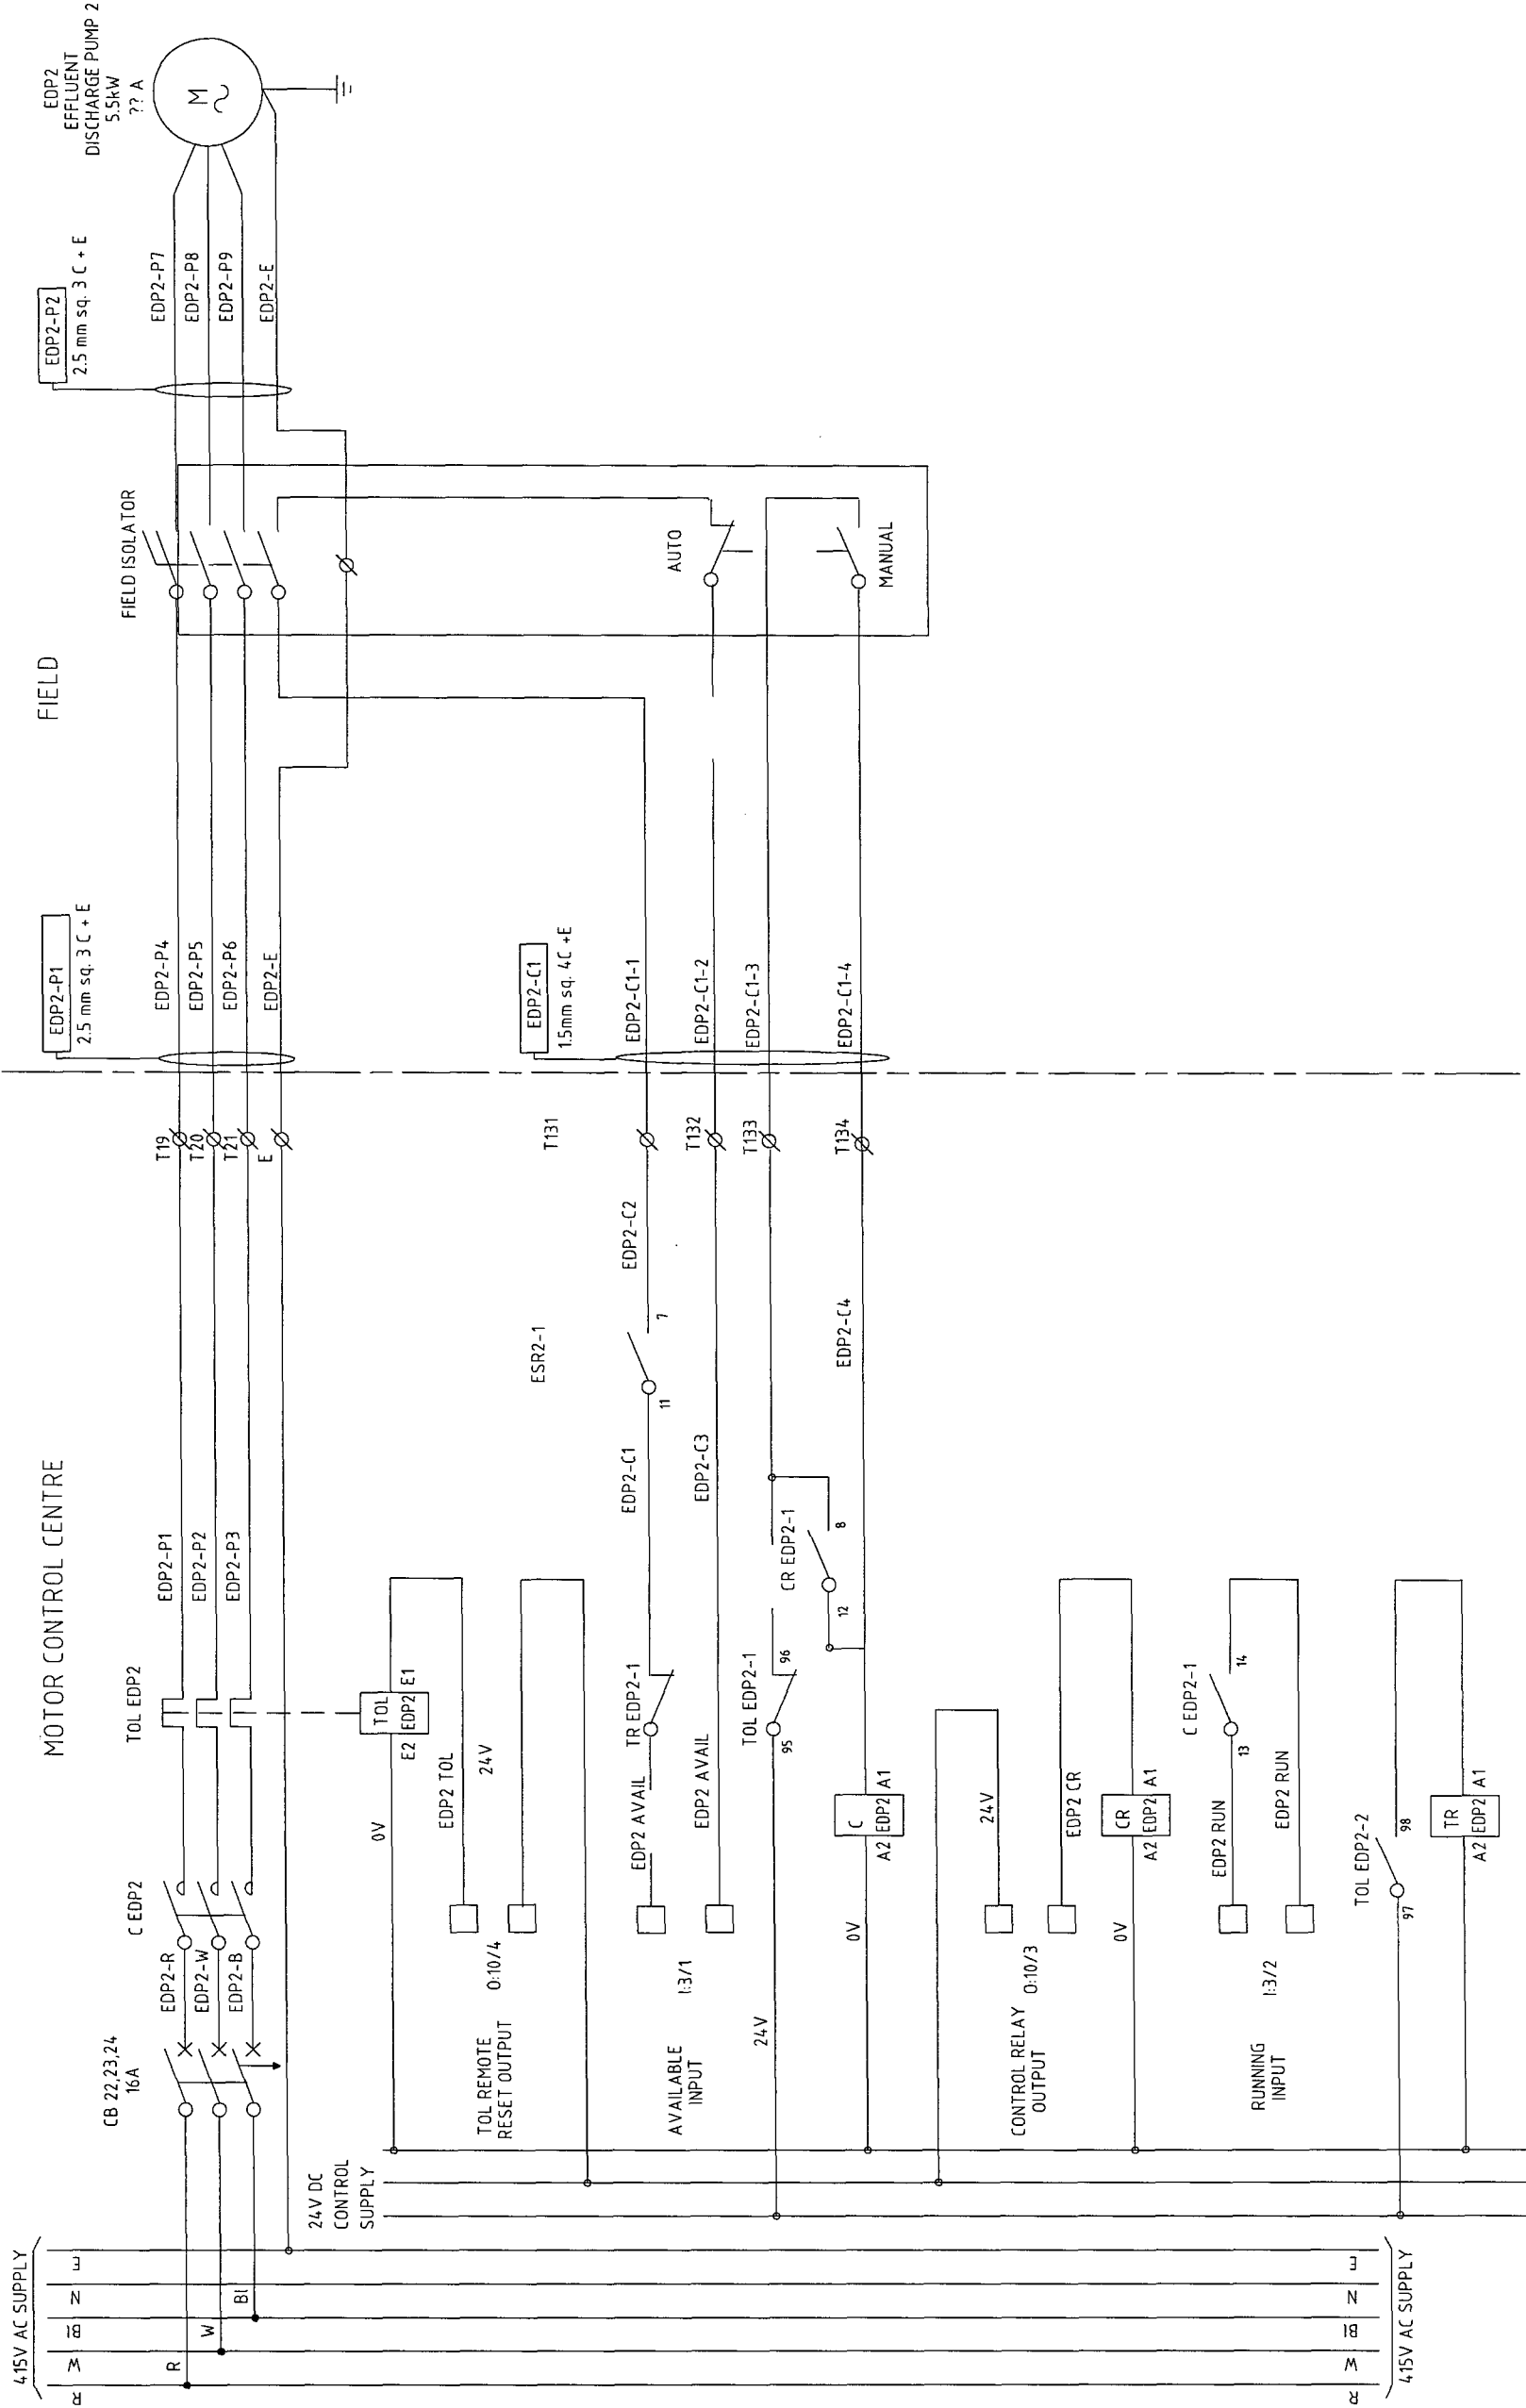 MOTOR CONTROL CENTRE
FIELD
415V AC SUPPLY
R
W
Bl
N
E
R
W
Bl
CB 22,23,24
16A
EDP2-R
EDP2-W
EDP2-B
C EDP2
TOL EDP2
EDP2-P1
EDP2-P2
EDP2-P3
T19
T20
T21
E
EDP2-P1
2.5 mm sq. 3 C + E
EDP2-P4
EDP2-P5
EDP2-P6
EDP2-E
FIELD ISOLATOR
EDP2-P2
2.5 mm sq. 3 C + E
EDP2-P7
EDP2-P8
EDP2-P9
EDP2-E
EDP2
EFFLUENT
DISCHARGE PUMP 2
5.5kW
?? A
M
24V DC
CONTROL
SUPPLY
0V
E2
TOL
EDP2
E1
EDP2 TOL
24V
TOL REMOTE
RESET OUTPUT
O:10/4
AVAILABLE
INPUT
I:3/1
EDP2 AVAIL
TR EDP2-1
EDP2-C1
ESR2-1
11
7
EDP2-C2
T131
EDP2-C1
1.5mm sq. 4C +E
EDP2-C1-1
EDP2 AVAIL
EDP2-C3
T132
EDP2-C1-2
AUTO
24V
TOL EDP2-1
95
96
CR EDP2-1
12
8
T133
EDP2-C1-3
0V
A2
C
EDP2
A1
EDP2-C4
T134
EDP2-C1-4
MANUAL
CONTROL RELAY
OUTPUT
O:10/3
24V
EDP2 CR
0V
A2
CR
EDP2
A1
RUNNING
INPUT
I:3/2
EDP2 RUN
C EDP2-1
13
14
EDP2 RUN
TOL EDP2-2
97
98
A2
TR
EDP2
A1
R
W
Bl
N
E
415V AC SUPPLY